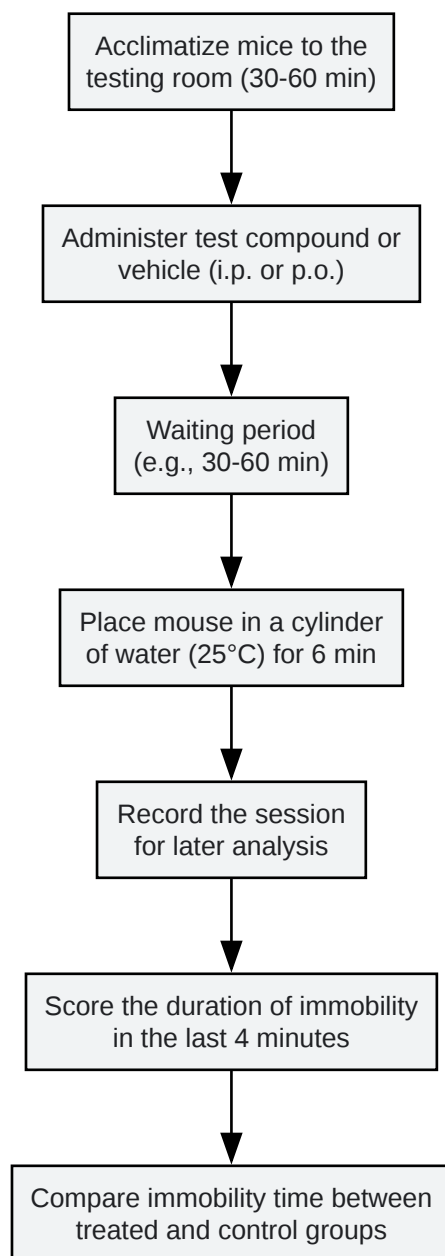 Acclimatize mice to the
testing room (30-60 min)
Administer test compound or
vehicle (i.p. or p.o.)
Waiting period
(e.g., 30-60 min)
Place mouse in a cylinder
of water (25°C) for 6 min
Record the session
for later analysis
Score the duration of immobility
in the last 4 minutes
Compare immobility time between
treated and control groups